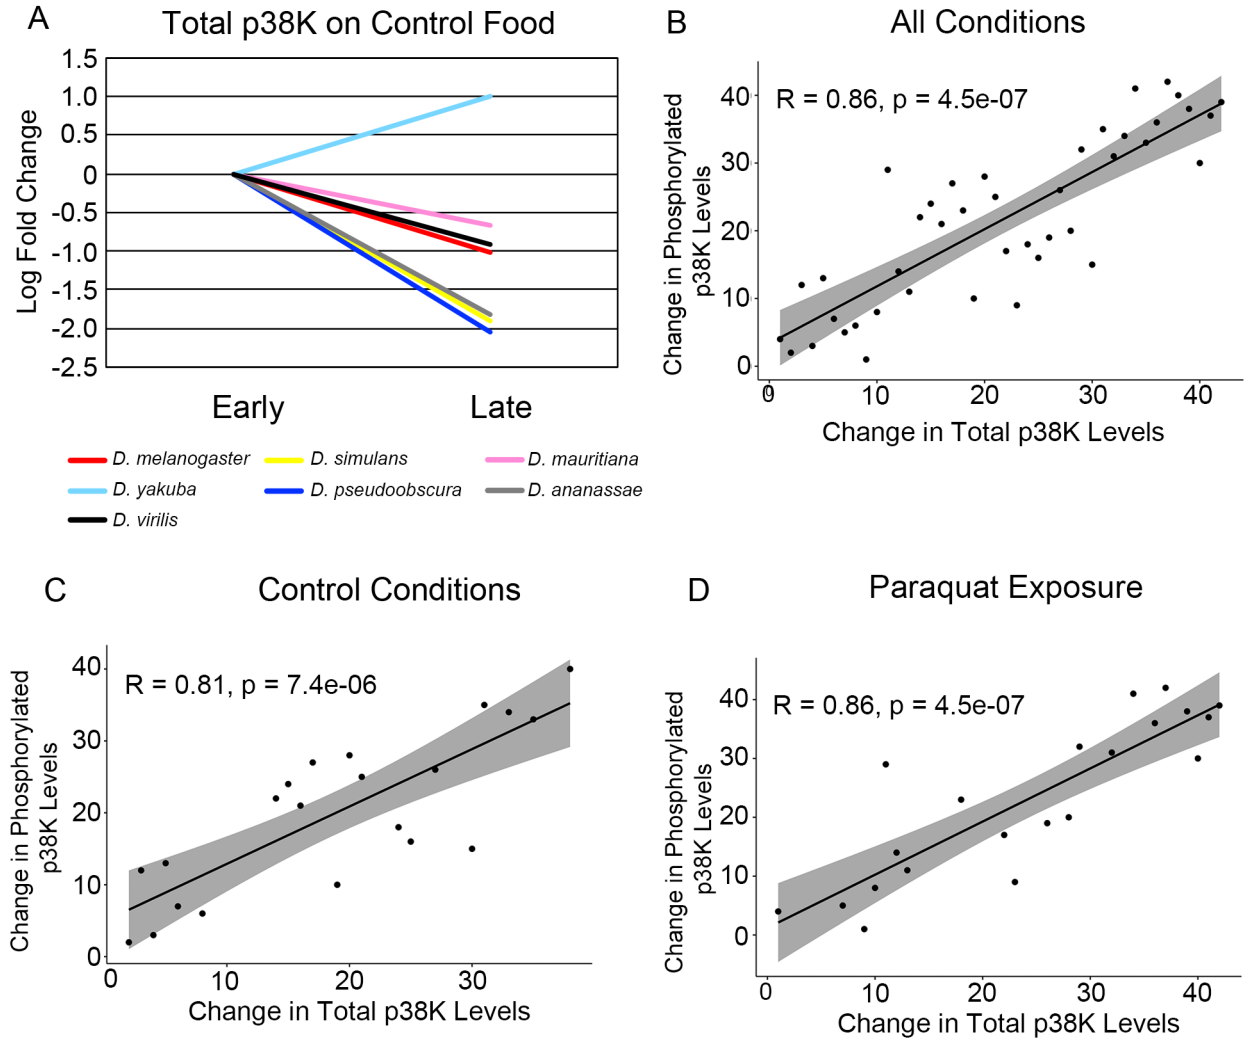 A
Total p38K on Control Food
1.5
1.0
0.5
0
-0.5
-1.0
-1.5
-2.0
-2.5
Log Fold Change
Early Late
D. melanogaster D. simulans D. mauritiana
D. yakuba D. pseudoobscura D. ananassae
D. virilis
B
All Conditions
R = 0.86, p = 4.5e-07
40
30
20
10
0
Change in Phosphorylated
p38K Levels
0 10 20 30 40
Change in Total p38K Levels
C
Control Conditions
R = 0.81, p = 7.4e-06
40
30
20
10
0
Change in Phosphorylated
p38K Levels
0 10 20 30
Change in Total p38K Levels
D
Paraquat Exposure
R = 0.86, p = 4.5e-07
40
30
20
10
0
Change in Phosphorylated
p38K Levels
0 10 20 30 40
Change in Total p38K Levels